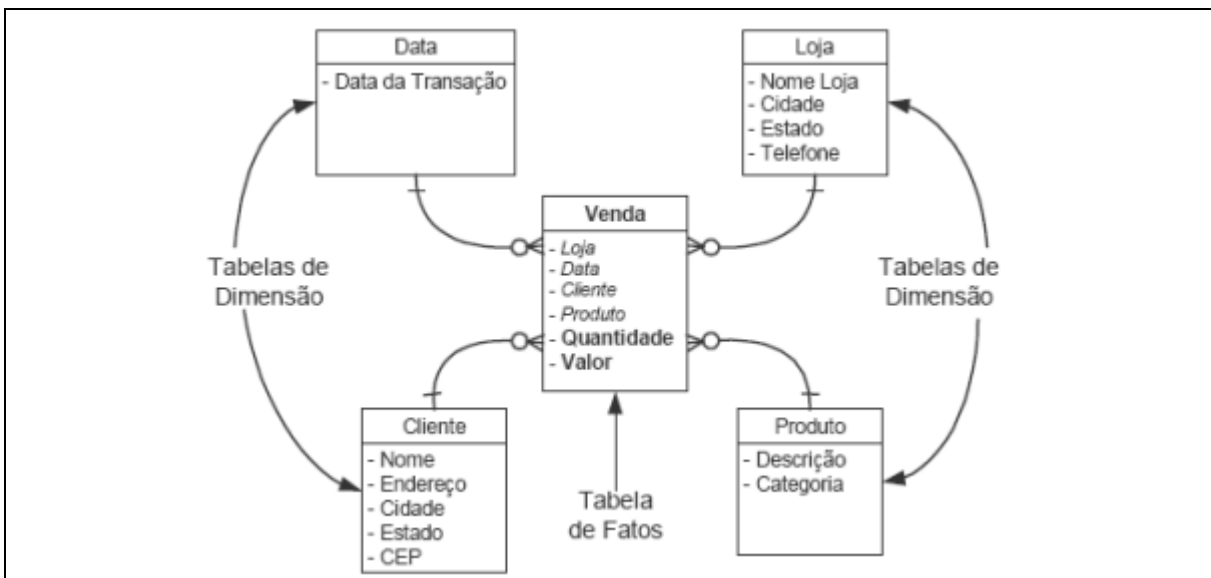 Data
- Data da Transação
Loja
- Nome Loja
- Cidade
- Estado
- Telefone
Tabelas de
Dimensão
Venda
- Loja
- Data
- Cliente
- Produto
- Quantidade
- Valor
Tabelas de
Dimensão
Cliente
- Nome
- Endereço
- Cidade
- Estado
- CEP
Tabela
de Fatos
Produto
- Descrição
- Categoria